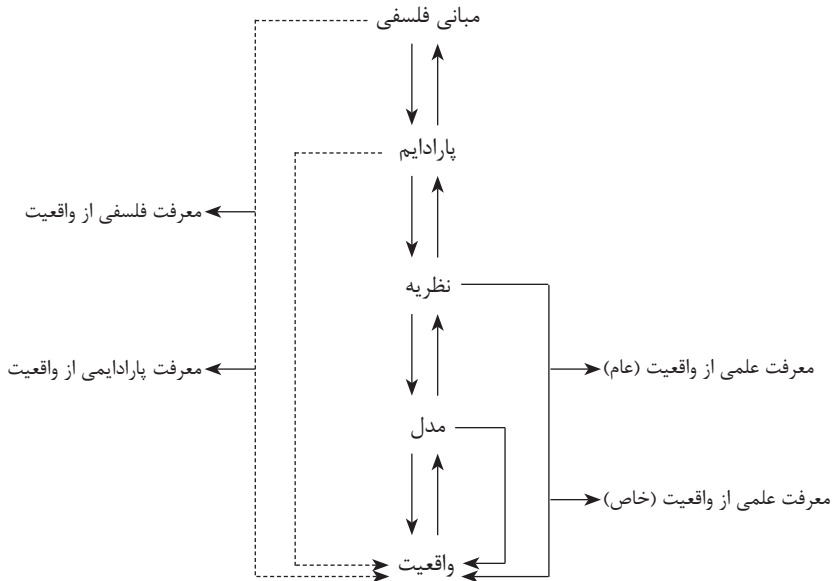 مبانی فلسفی
پارادایم
معرفت فلسفی از واقعیت
نظریه
معرفت علمی از واقعیت (عام)
معرفت پارادایمی از واقعیت
مدل
معرفت علمی از واقعیت (خاص)
واقعیت